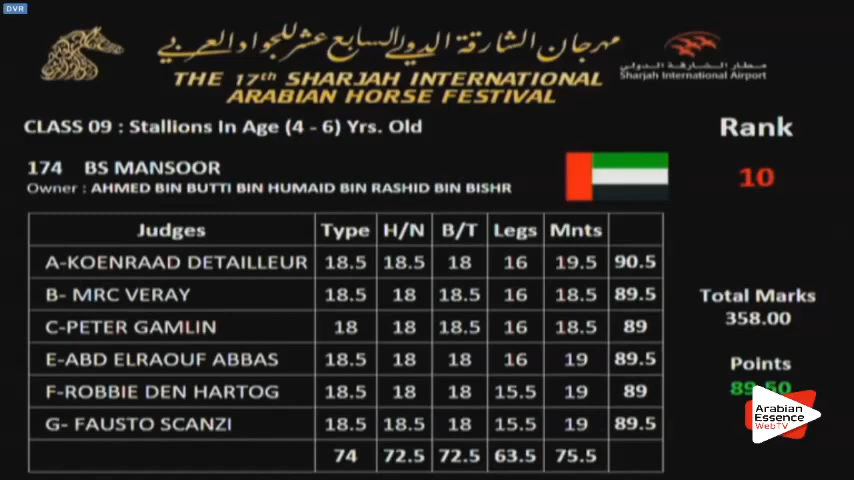 DVR
مهرجان الشارقة الدولي السابع عشر للجواد العربي
THE 17th SHARJAH INTERNATIONAL
ARABIAN HORSE FESTIVAL
مطار الشارقة الدولي
Sharjah International Airport
CLASS 09 : Stallions In Age (4 - 6) Yrs. Old
Rank
174 BS MANSOOR
10
Owner : AHMED BIN BUTTI BIN HUMAID BIN RASHID BIN BISHR
Judges Type H/N B/T Legs Mnts
A-KOENRAAD DETAILLEUR 18.5 18.5 18 16 19.5 90.5
B- MRC VERAY 18.5 18 18.5 16 18.5 89.5
C-PETER GAMLIN 18 18 18.5 16 18.5 89
E-ABD ELRAOUF ABBAS 18.5 18 18 16 19 89.5
F-ROBBIE DEN HARTOG 18.5 18 18 15.5 19 89
G- FAUSTO SCANZI 18.5 18.5 18 15.5 19 89.5
74 72.5 72.5 63.5 75.5
Total Marks
358.00
Points
89.50
Arabian
Essence
WebTV